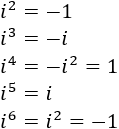 i² = −1
i³ = −i
i⁴ = −i² = 1
i⁵ = i
i⁶ = i² = −1